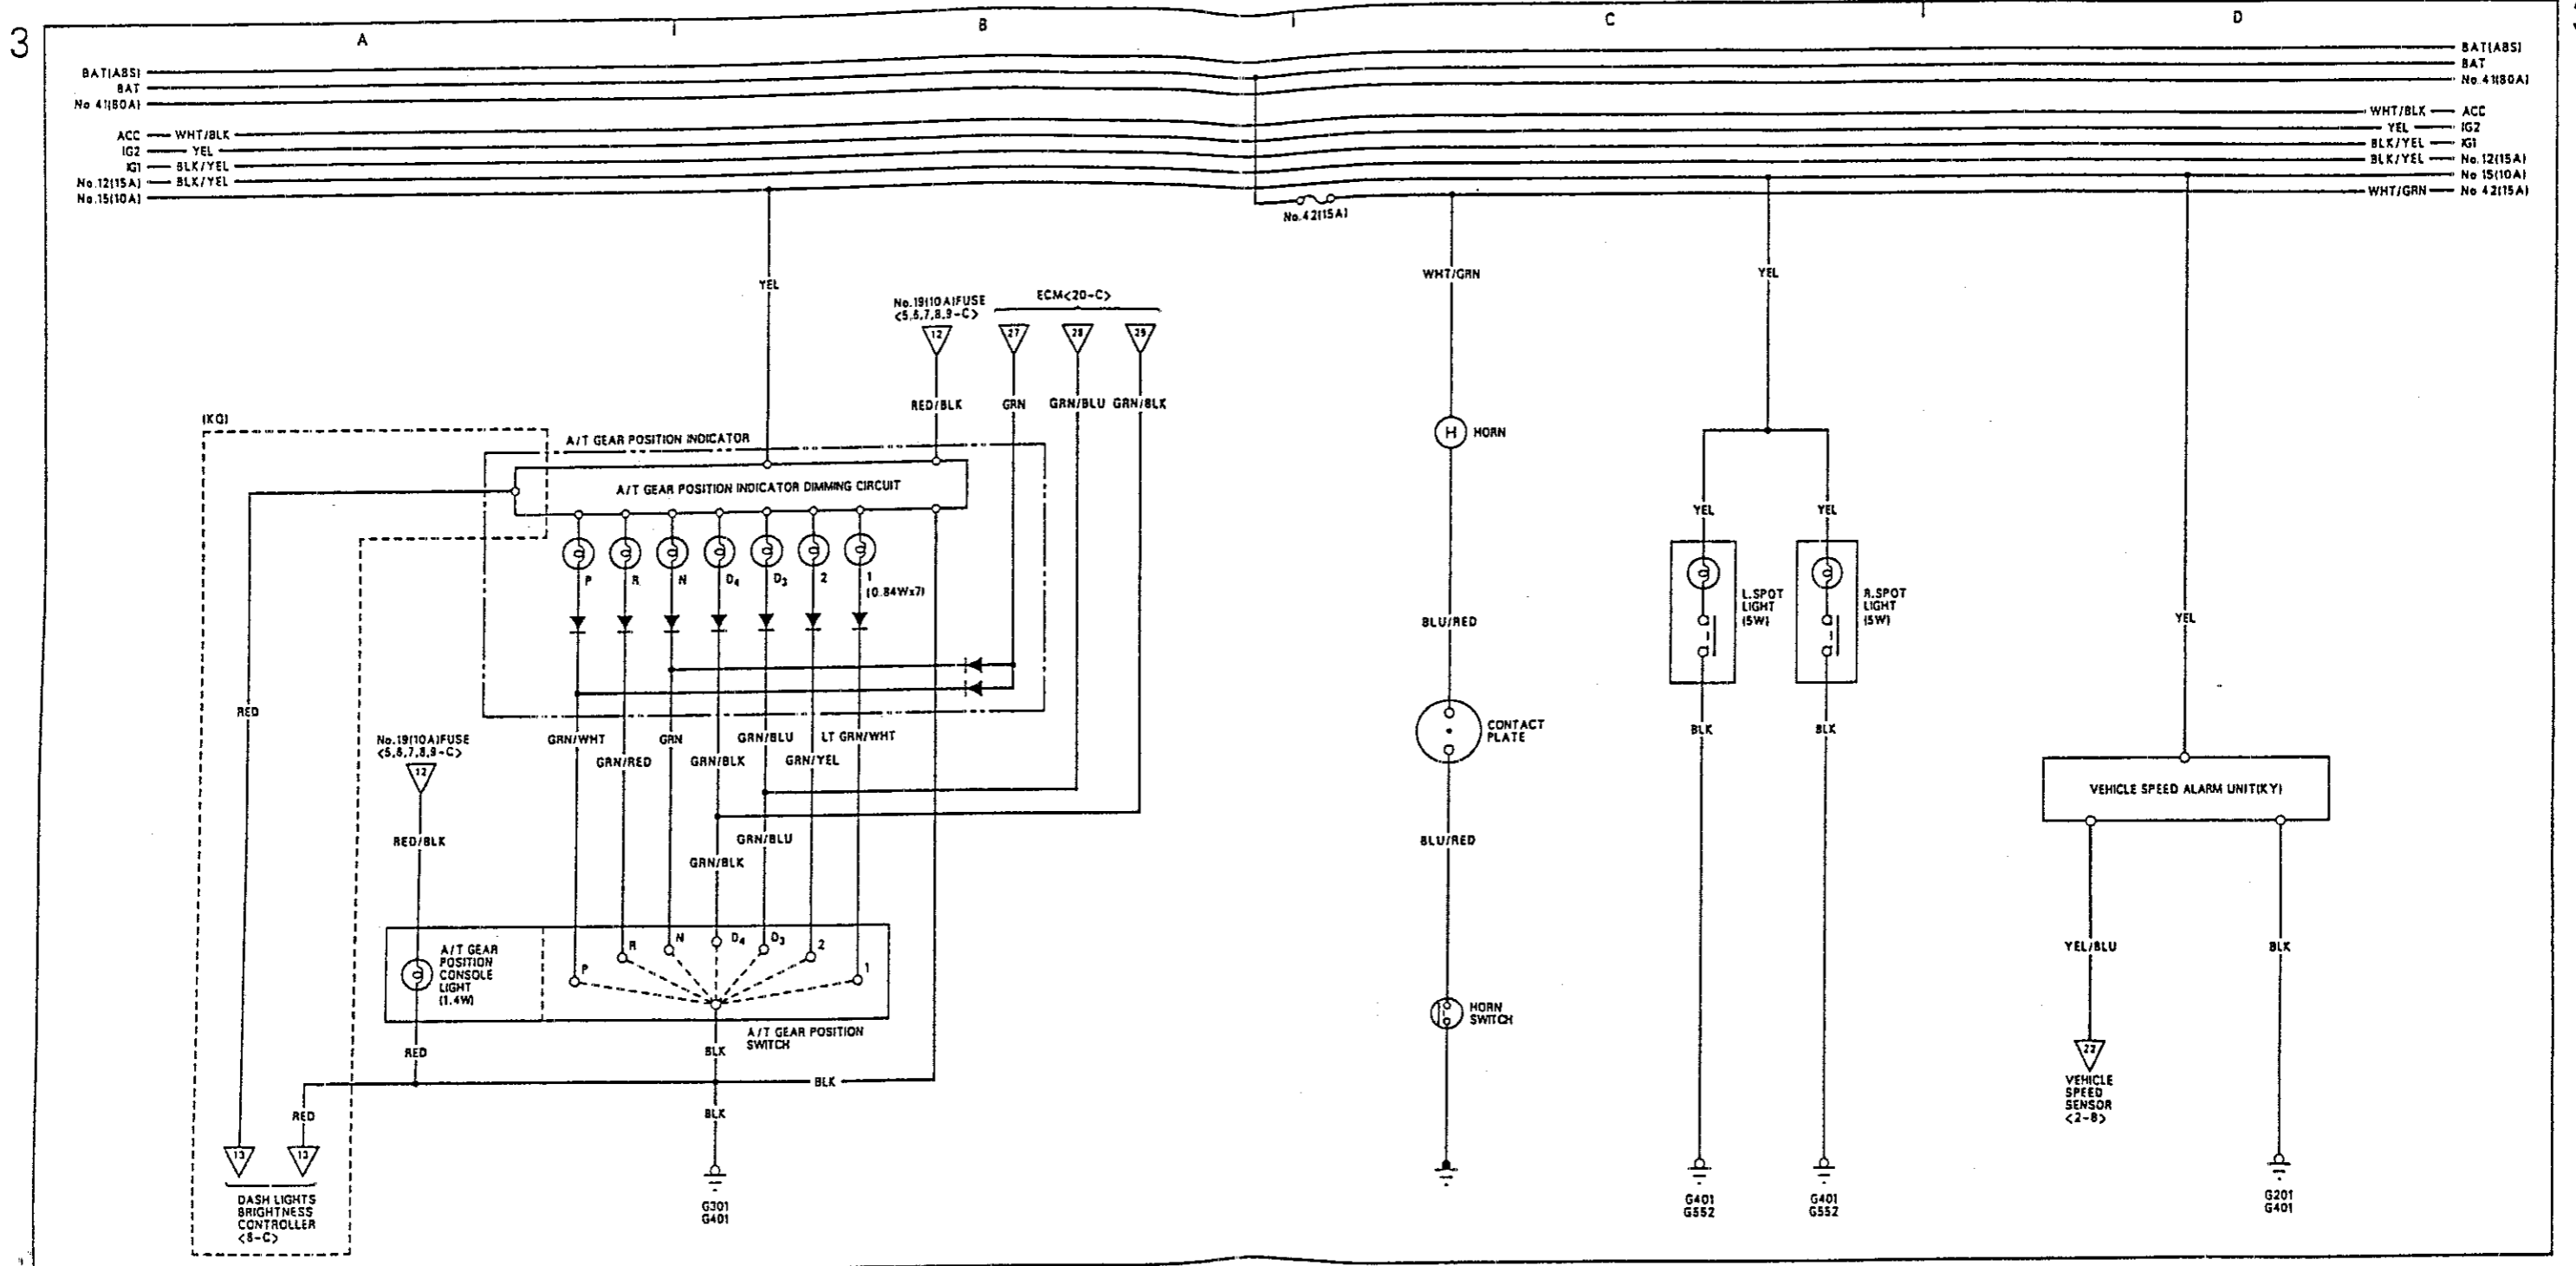 3
A
B
C
D
BAT(ABS)
BAT
No 41(80A)
ACC WHT/BLK
IG2 YEL
IG1 BLK/YEL
No.12(15A) BLK/YEL
No.15(10A)
BAT(ABS)
BAT
No.41(80A)
WHT/BLK ACC
YEL IG2
BLK/YEL IG1
BLK/YEL No.12(15A)
No 15(10A)
WHT/GRN No 42(15A)
No.42(15A)
YEL
No.19(10A)FUSE
<5,6,7,8,9-C>
12
ECM<20-C>
27
28
29
RED/BLK
GRN
GRN/BLU
GRN/BLK
(KG)
A/T GEAR POSITION INDICATOR
A/T GEAR POSITION INDICATOR DIMMING CIRCUIT
P
R
N
D4
D3
2
1
(0.84Wx7)
RED
GRN/WHT
GRN
GRN/BLU
LT GRN/WHT
GRN/RED
GRN/BLK
GRN/YEL
No.19(10A)FUSE
<5,6,7,8,9-C>
12
RED/BLK
GRN/BLU
GRN/BLK
A/T GEAR
POSITION
CONSOLE
LIGHT
(1.4W)
P
R
N
D4
D3
2
1
A/T GEAR POSITION
SWITCH
RED
BLK
BLK
RED
BLK
13
13
DASH LIGHTS
BRIGHTNESS
CONTROLLER
<8-C>
G301
G401
WHT/GRN
H
HORN
BLU/RED
CONTACT
PLATE
BLU/RED
HORN
SWITCH
YEL
YEL
YEL
L.SPOT
LIGHT
(5W)
R.SPOT
LIGHT
(5W)
BLK
BLK
G401
G552
G401
G552
YEL
VEHICLE SPEED ALARM UNIT(KY)
YEL/BLU
BLK
VEHICLE
SPEED
SENSOR
<2-B>
G201
G401